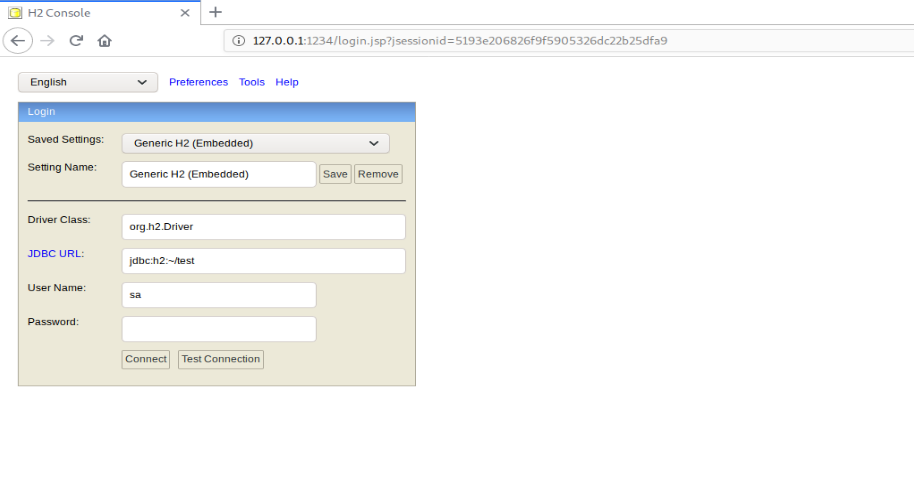 H2 Console
127.0.0.1:1234/login.jsp?jsessionid=5193e206826f9f5905326dc22b25dfa9
English Preferences Tools Help
Login
Saved Settings: Generic H2 (Embedded)
Setting Name: Generic H2 (Embedded) Save Remove
Driver Class: org.h2.Driver
JDBC URL: jdbc:h2:~/test
User Name: sa
Password:
Connect Test Connection